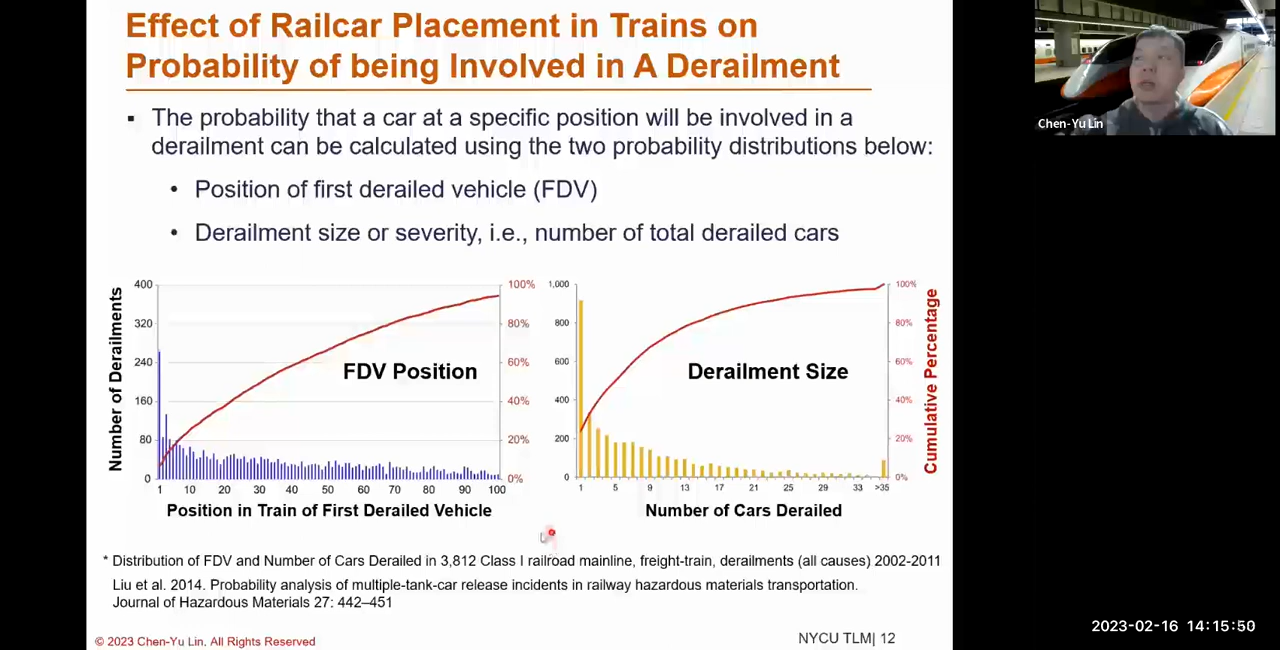 Effect of Railcar Placement in Trains on
Probability of being Involved in A Derailment
▪ The probability that a car at a specific position will be involved in a
derailment can be calculated using the two probability distributions below:
• Position of first derailed vehicle (FDV)
• Derailment size or severity, i.e., number of total derailed cars
Number of Derailments
400
320
240
160
80
0
100%
80%
60%
40%
20%
0%
FDV Position
1 10 20 30 40 50 60 70 80 90 100
Position in Train of First Derailed Vehicle
1,000
800
600
400
200
0
100%
80%
60%
40%
20%
0%
Cumulative Percentage
Derailment Size
1 5 9 13 17 21 25 29 33 >35
Number of Cars Derailed
* Distribution of FDV and Number of Cars Derailed in 3,812 Class I railroad mainline, freight-train, derailments (all causes) 2002-2011
Liu et al. 2014. Probability analysis of multiple-tank-car release incidents in railway hazardous materials transportation.
Journal of Hazardous Materials 27: 442–451
© 2023 Chen-Yu Lin, All Rights Reserved
NYCU TLM| 12
Chen-Yu Lin
2023-02-16 14:15:50